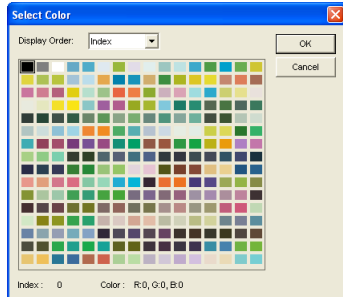 Select Color
Display Order: Index
OK
Cancel
Index : 0 Color : R:0, G:0, B:0